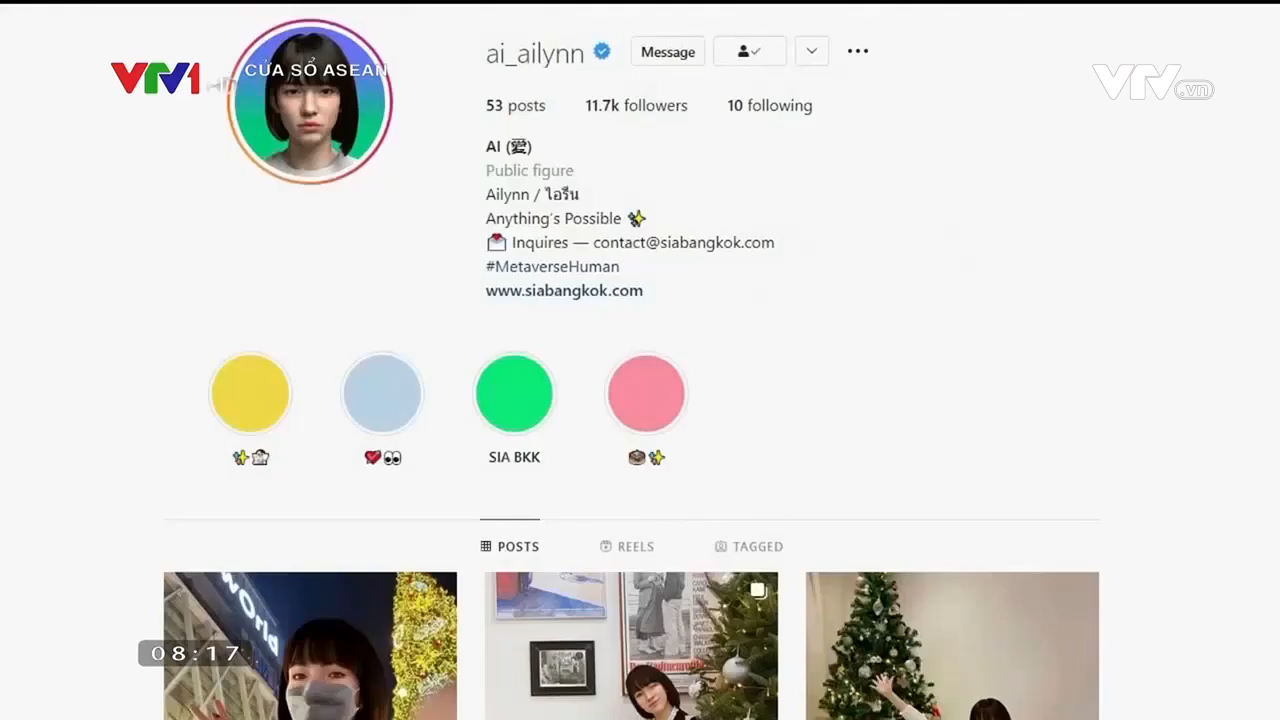 VTV1
HD
CỬA SỔ ASEAN
VTV.vn
ai_ailynn
Message
53 posts
11.7k followers
10 following
AI (愛)
Public figure
Ailynn / ไอรีน
Anything's Possible ✨
Inquires — contact@siabangkok.com
#MetaverseHuman
www.siabangkok.com
SIA BKK
POSTS
REELS
TAGGED
world
08:17